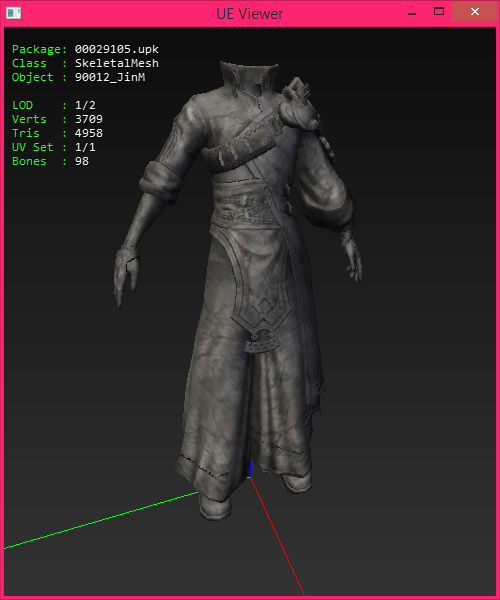 UE Viewer
Package: 00029105.upk
Class : SkeletalMesh
Object : 90012_JinM
LOD : 1/2
Verts : 3709
Tris : 4958
UV Set : 1/1
Bones : 98